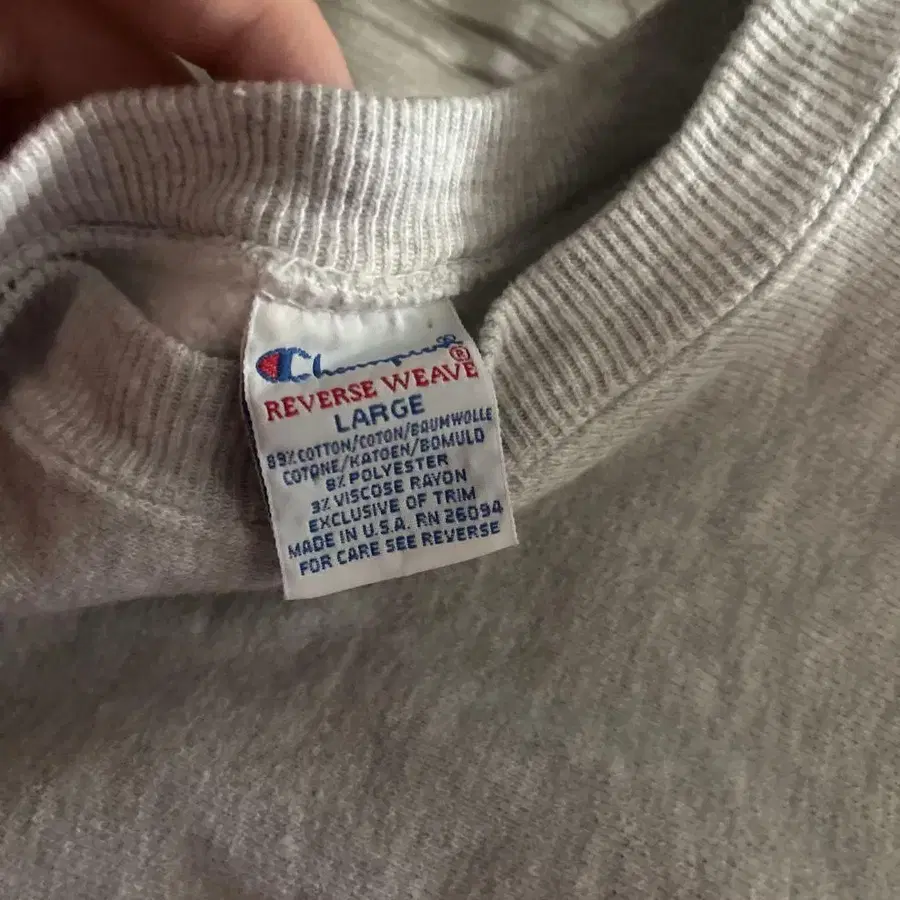 Champion®
REVERSE WEAVE
LARGE
89% COTTON/COTON/BAUMWOLLE
COTONE/KATOEN/BOMULD
8% POLYESTER
3% VISCOSE RAYON
EXCLUSIVE OF TRIM
MADE IN U.S.A. RN 26094
FOR CARE SEE REVERSE